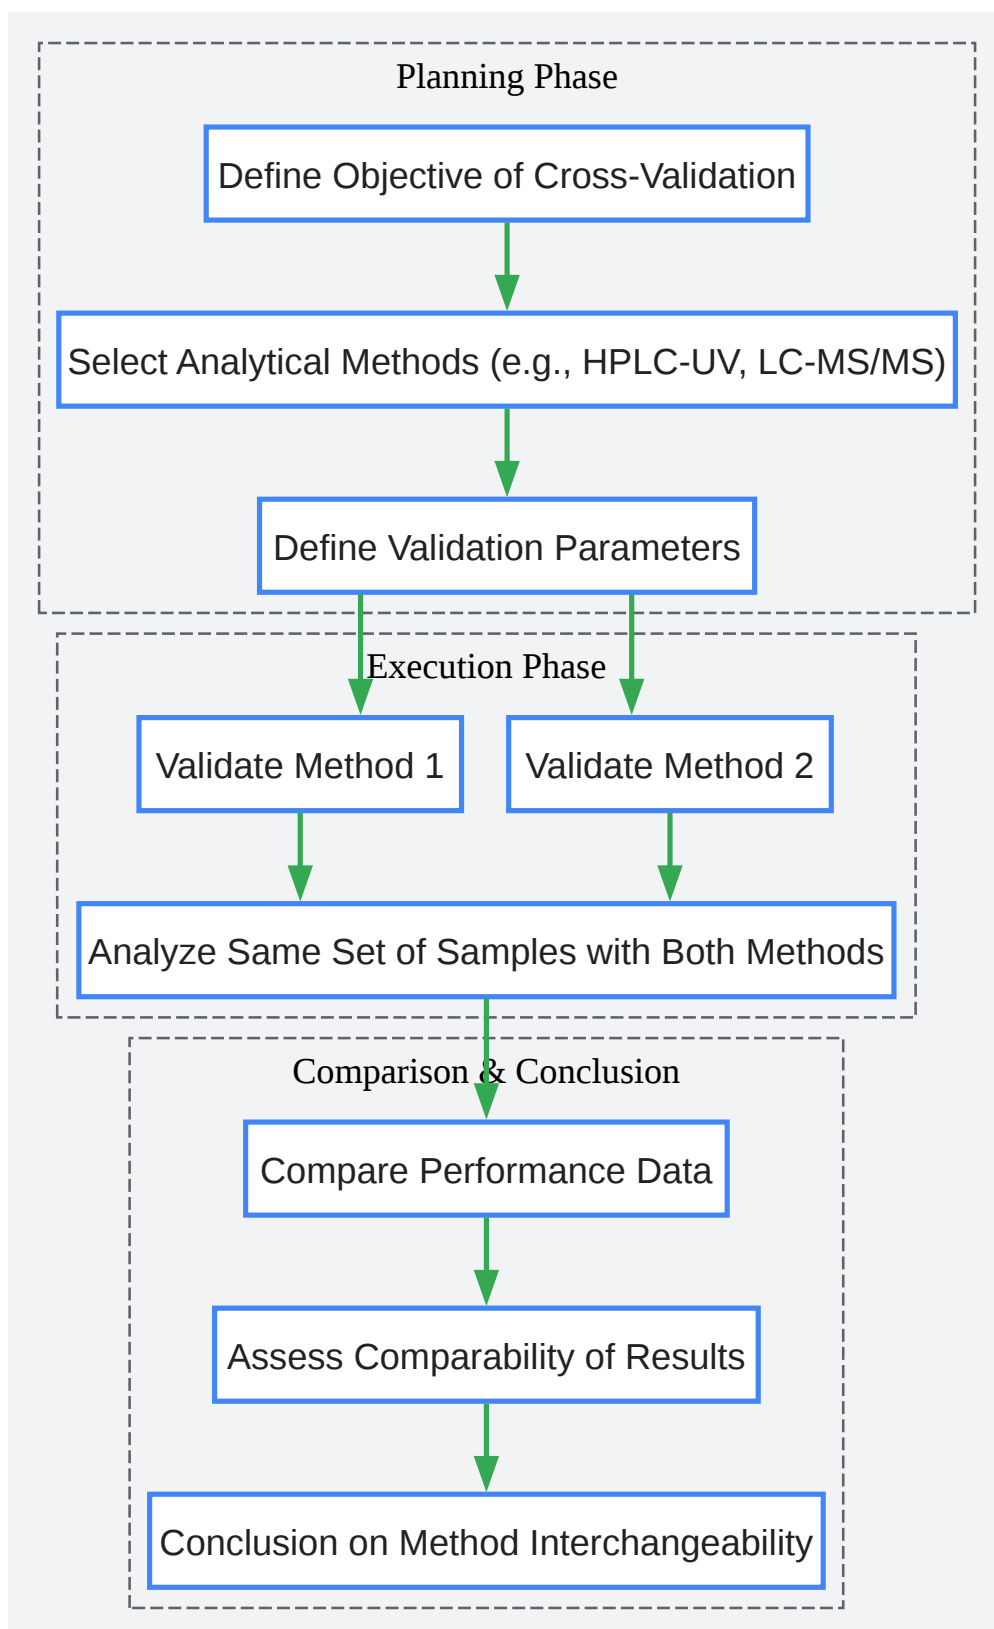 Planning Phase
Define Objective of Cross-Validation
Select Analytical Methods (e.g., HPLC-UV, LC-MS/MS)
Define Validation Parameters
Execution Phase
Validate Method 1
Validate Method 2
Analyze Same Set of Samples with Both Methods
Comparison & Conclusion
Compare Performance Data
Assess Comparability of Results
Conclusion on Method Interchangeability